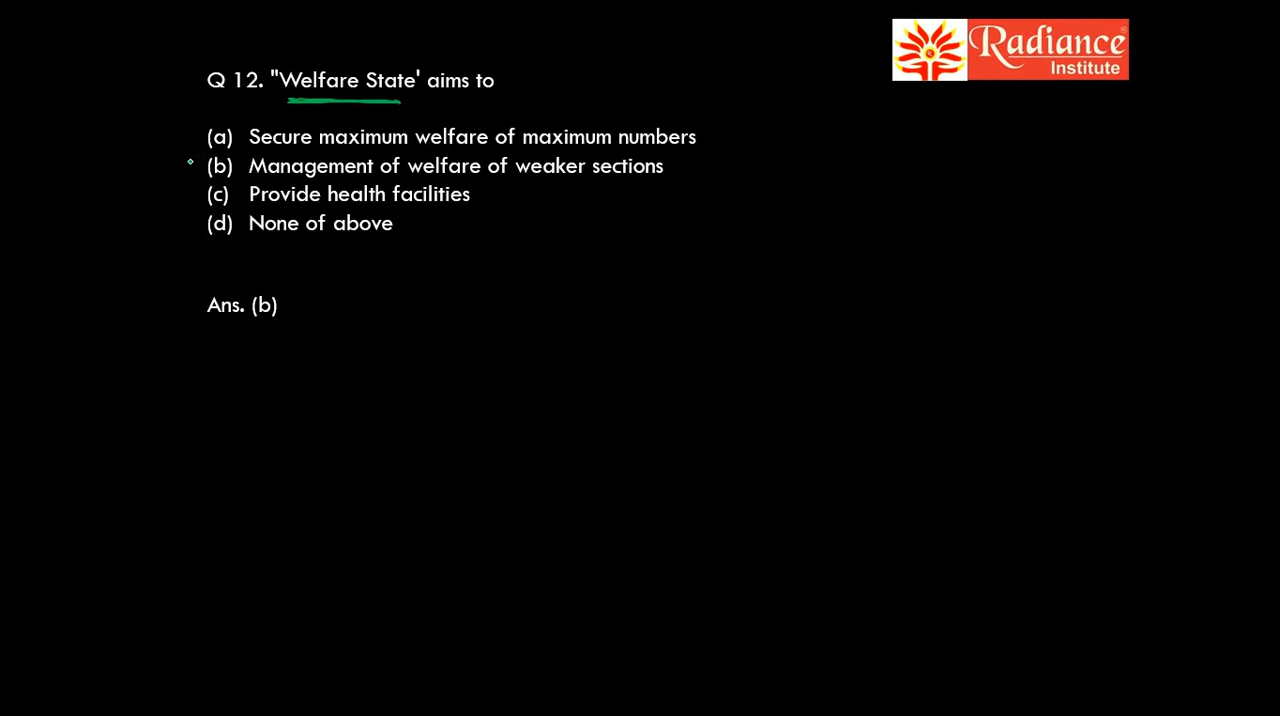 Radiance
Institute
Q 12. "Welfare State' aims to
(a) Secure maximum welfare of maximum numbers
(b) Management of welfare of weaker sections
(c) Provide health facilities
(d) None of above
Ans. (b)